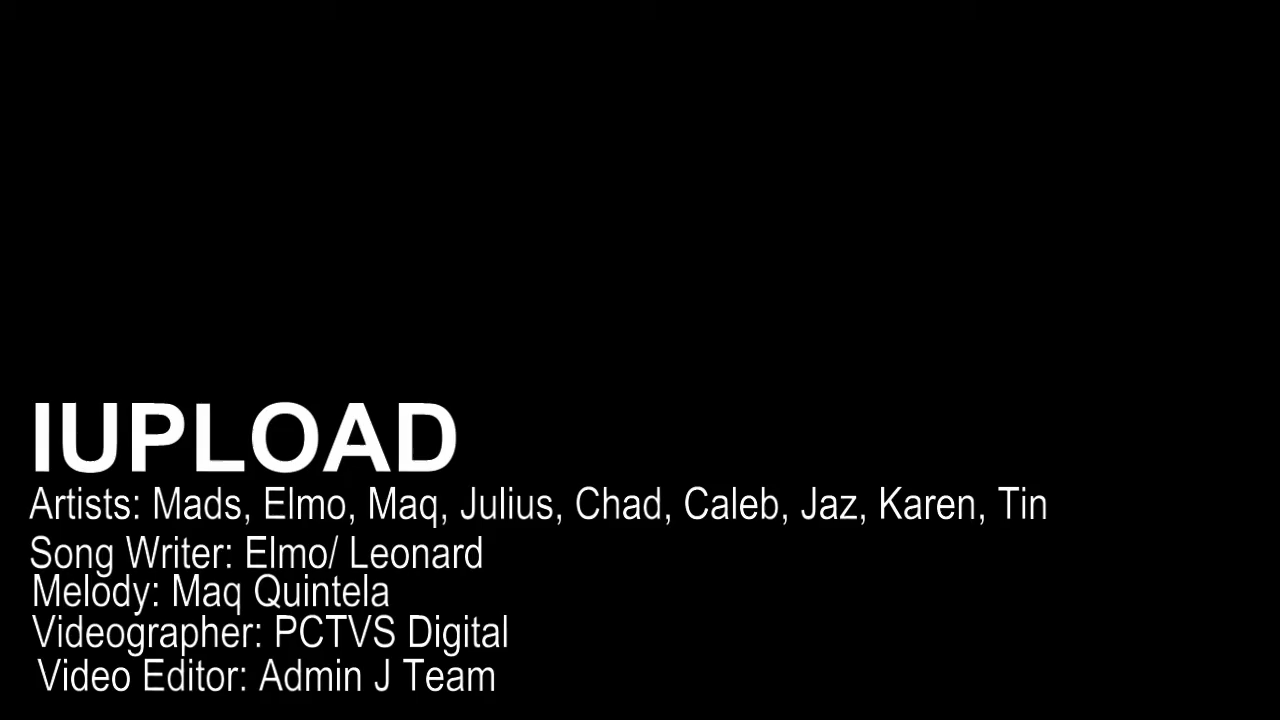 IUPLOAD
Artists: Mads, Elmo, Maq, Julius, Chad, Caleb, Jaz, Karen, Tin
Song Writer: Elmo/ Leonard
Melody: Maq Quintela
Videographer: PCTVS Digital
Video Editor: Admin J Team